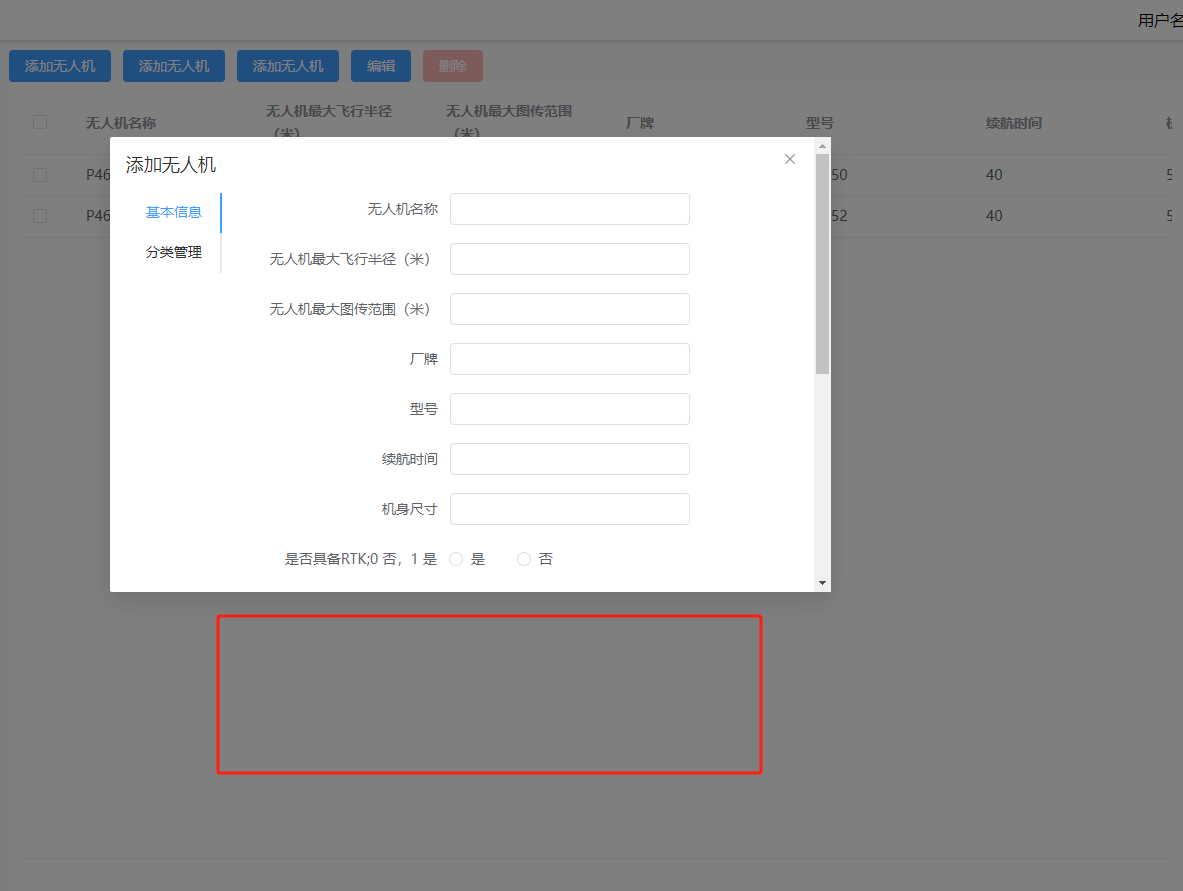 用户名
添加无人机 添加无人机 添加无人机 编辑 删除
无人机名称 无人机最大飞行半径（米） 无人机最大图传范围（米） 厂牌 型号 续航时间
P46 50 40 5
P46 52 40 5
添加无人机
基本信息
分类管理
无人机名称
无人机最大飞行半径（米）
无人机最大图传范围（米）
厂牌
型号
续航时间
机身尺寸
是否具备RTK;0 否，1 是 是 否